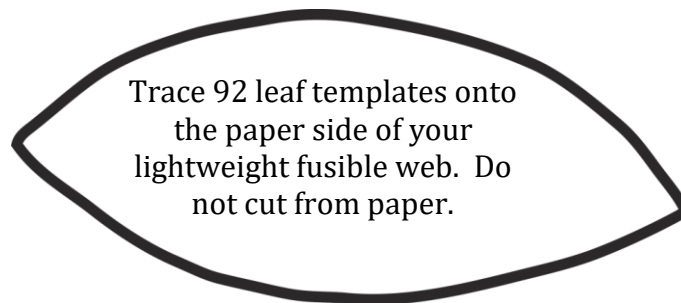 Trace 92 leaf templates onto
the paper side of your
lightweight fusible web.  Do
not cut from paper.